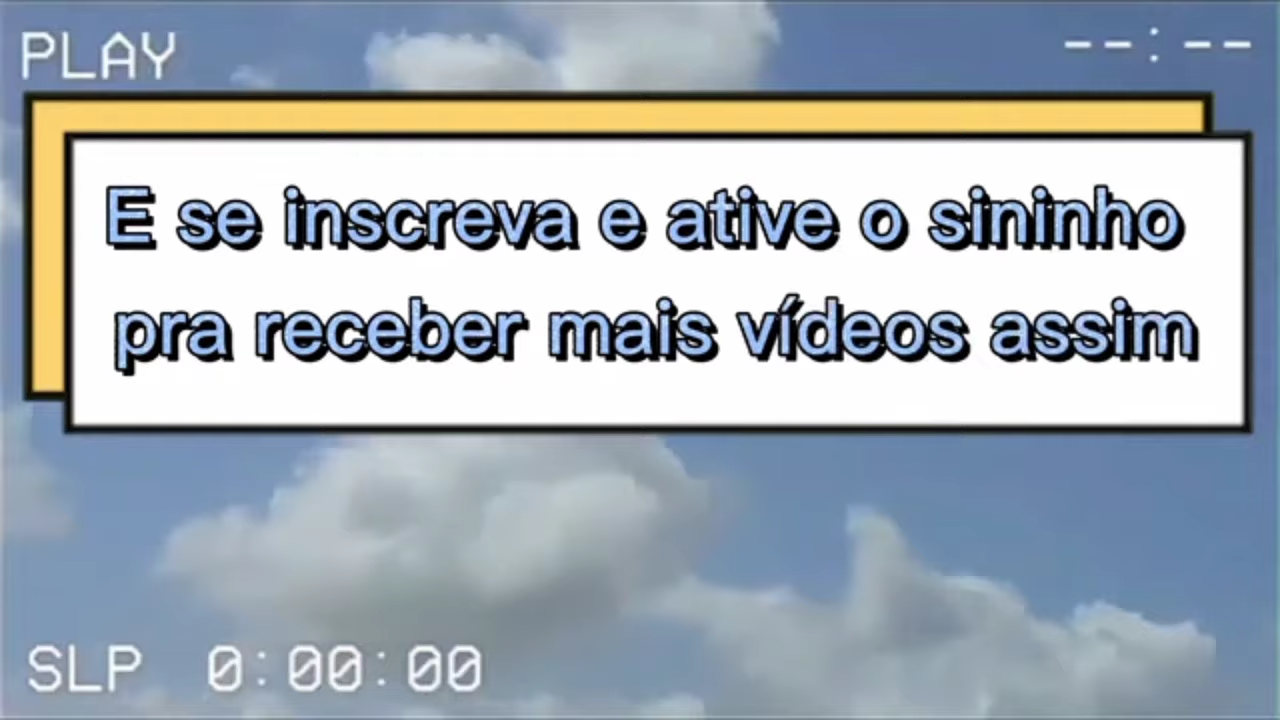 PLAY --:--
E se inscreva e ative o sininho
pra receber mais vídeos assim
SLP 0:00:00